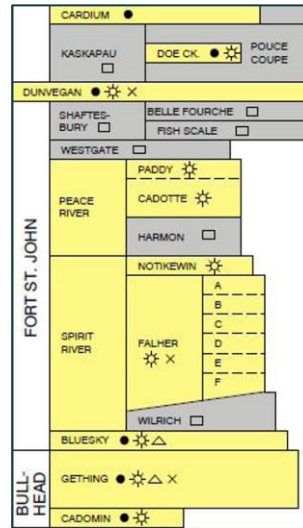 CARDIUM
KASKAPAU
DOE CK.
POUCE
COUPE
DUNVEGAN
SHAFTES-
BURY
BELLE FOURCHE
FISH SCALE
WESTGATE
FORT ST. JOHN
PEACE
RIVER
PADDY
CADOTTE
HARMON
SPIRIT
RIVER
NOTIKEWIN
FALHER
A
B
C
D
E
F
WILRICH
BLUESKY
BULL-
HEAD
GETHING
CADOMIN